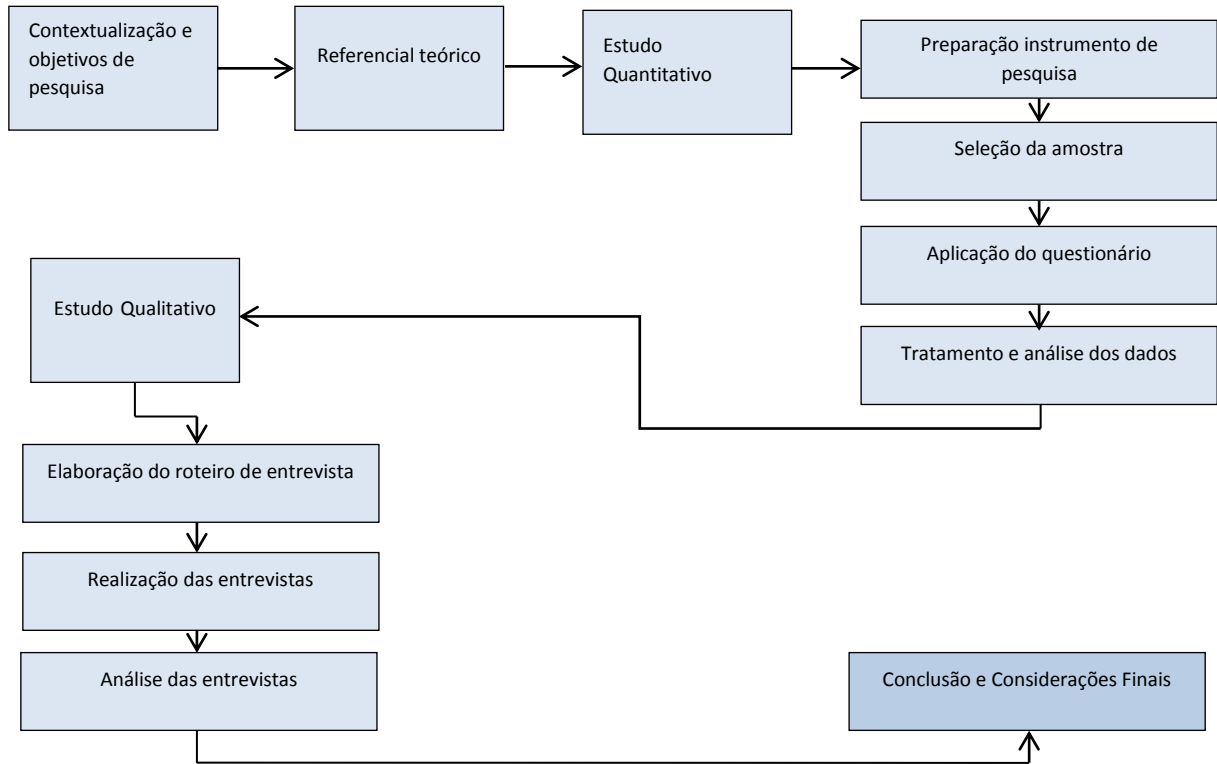 Contextualização e
objetivos de
pesquisa
Referencial teórico
Estudo
Quantitativo
Preparação instrumento de
pesquisa
Seleção da amostra
Aplicação do questionário
Tratamento e análise dos dados
Estudo Qualitativo
Elaboração do roteiro de entrevista
Realização das entrevistas
Análise das entrevistas
Conclusão e Considerações Finais